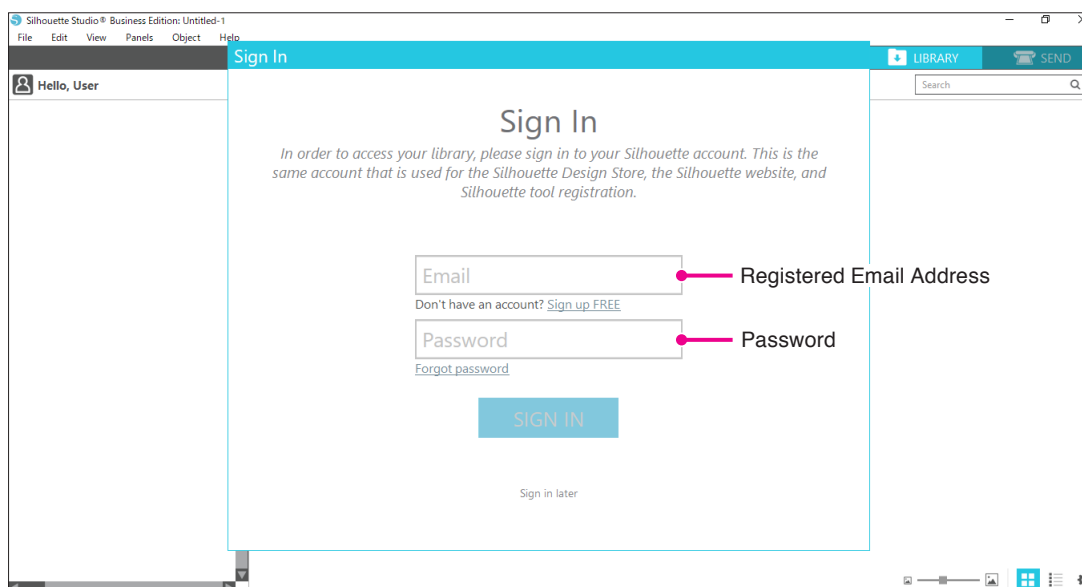 Silhouette Studio® Business Edition: Untitled-1
File Edit View Panels Object Help
Sign In
LIBRARY
SEND
Hello, User
Search
Sign In
In order to access your library, please sign in to your Silhouette account. This is the
same account that is used for the Silhouette Design Store, the Silhouette website, and
Silhouette tool registration.
Email
Registered Email Address
Don't have an account? Sign up FREE
Password
Password
Forgot password
SIGN IN
Sign in later